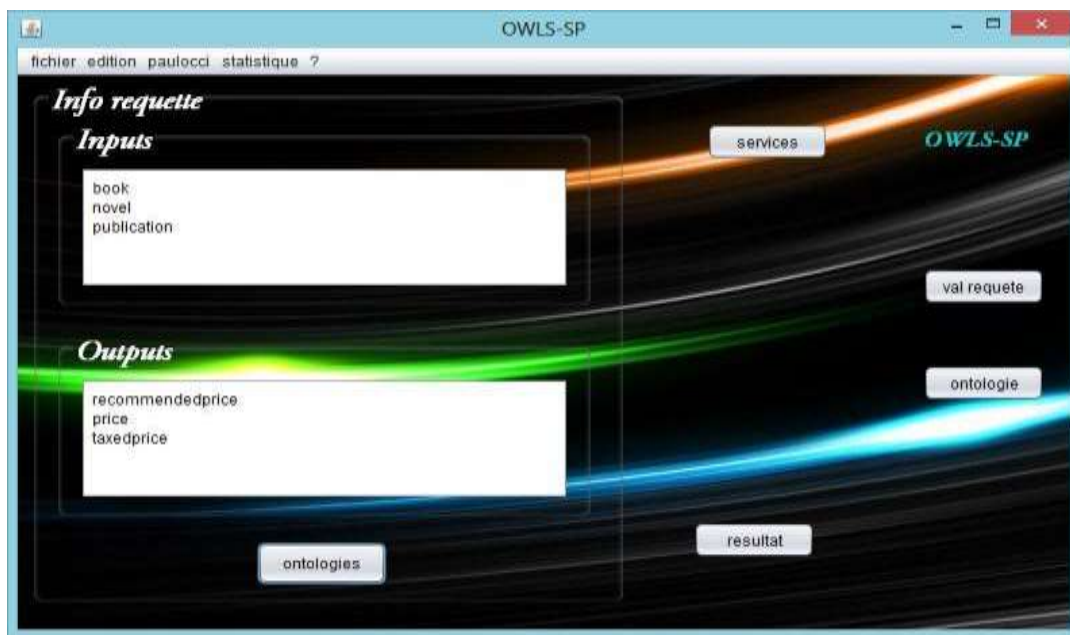 OWLS-SP
fichier edition paulocci statistique ?
Info requette
Inputs
book
novel
publication
services
OWLS-SP
val requete
Outputs
recommendedprice
price
taxedprice
ontologie
ontologies
resultat